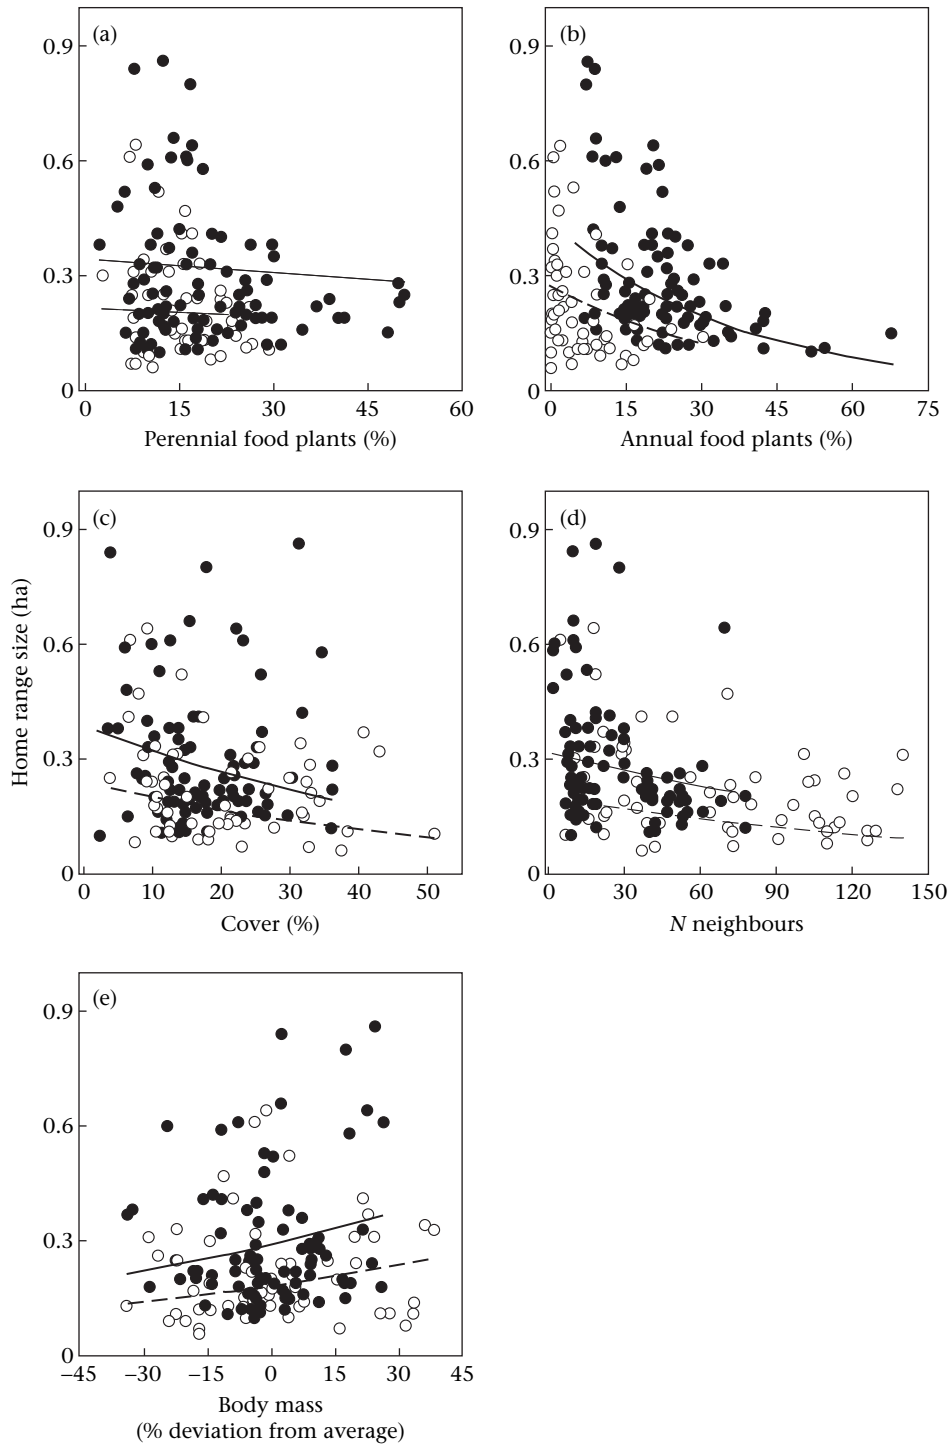 (a)
0.9
0.6
0.3
0
0 15 30 45 60
Perennial food plants (%)
(b)
0.9
0.6
0.3
0
0 15 30 45 60 75
Annual food plants (%)
Home range size (ha)
(c)
0.9
0.6
0.3
0
0 10 20 30 40 50
Cover (%)
(d)
0.9
0.6
0.3
0
0 30 60 90 120 150
N neighbours
(e)
0.9
0.6
0.3
0
−45 −30 −15 0 15 30 45
Body mass
(% deviation from average)